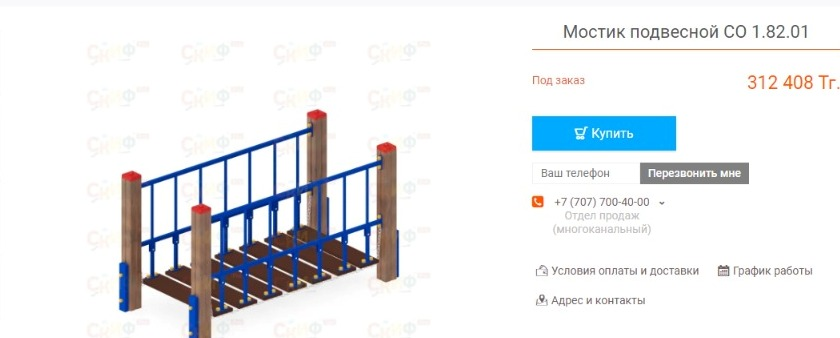 Мостик подвесной СО 1.82.01
Под заказ
312 408 Тг.
Купить
Ваш телефон
Перезвонить мне
+7 (707) 700-40-00
Отдел продаж
(многоканальный)
Условия оплаты и доставки
График работы
Адрес и контакты